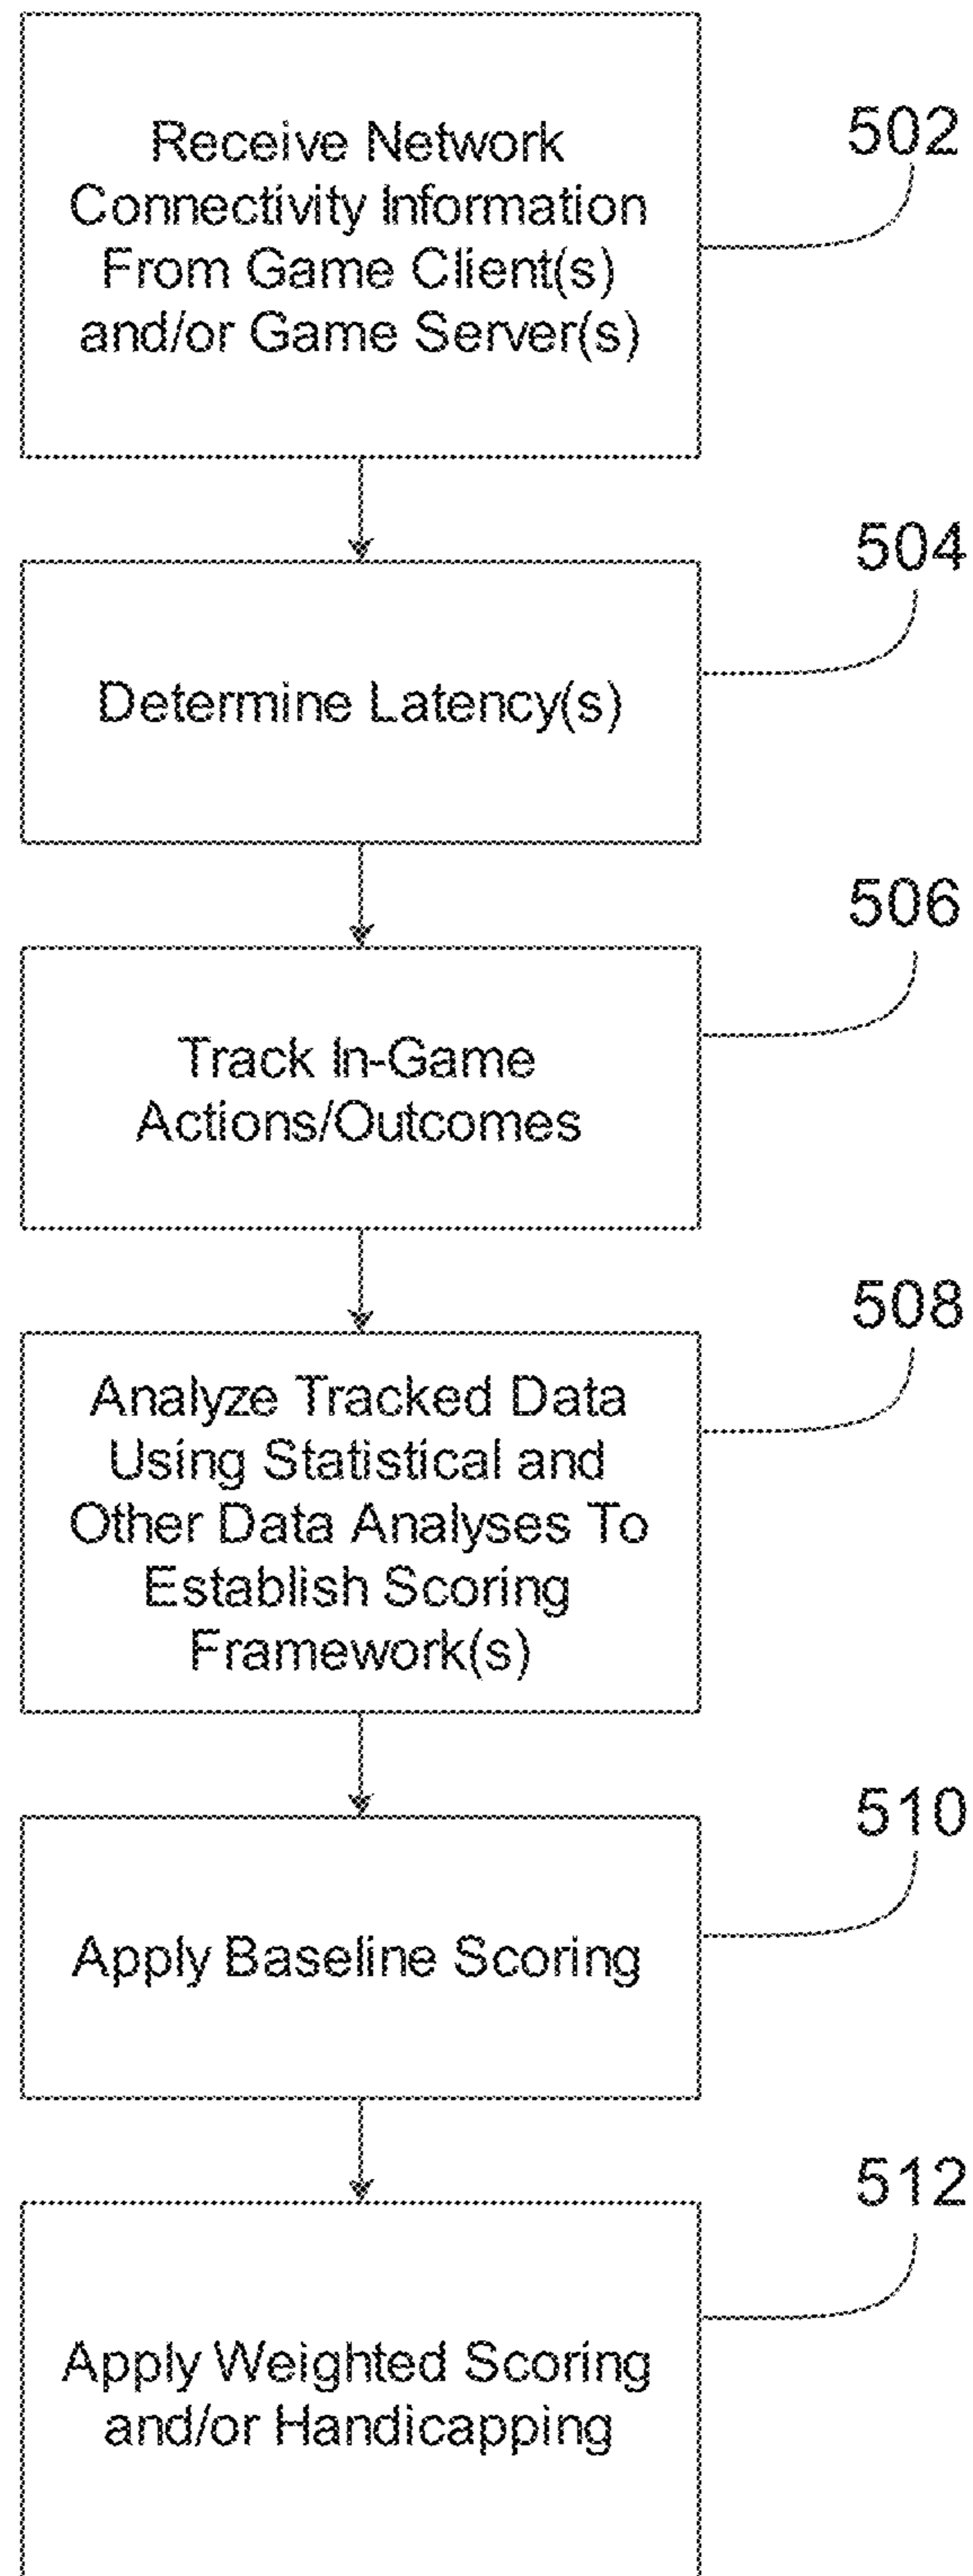 Receive Network
Connectivity Information
From Game Client(s)
and/or Game Server(s)
502
Determine Latency(s)
504
Track In-Game
Actions/Outcomes
506
Analyze Tracked Data
Using Statistical and
Other Data Analyses To
Establish Scoring
Framework(s)
508
Apply Baseline Scoring
510
Apply Weighted Scoring
and/or Handicapping
512